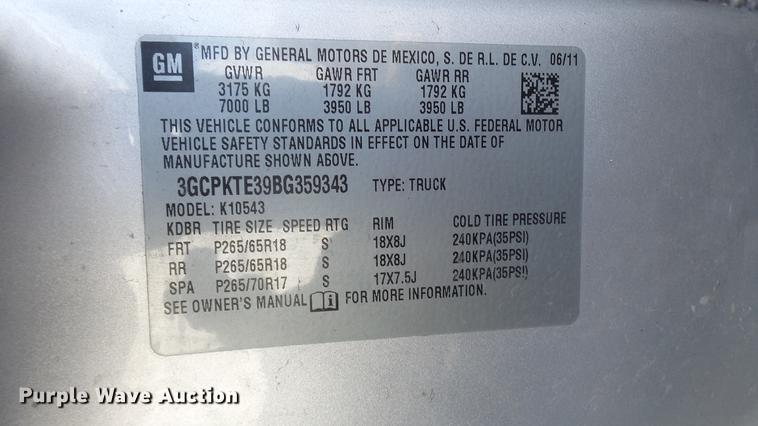 GM
®MFD BY GENERAL MOTORS DE MEXICO, S. DE R.L. DE C.V. 06/11
GVWR GAWR FRT GAWR RR
3175 KG 1792 KG 1792 KG
7000 LB 3950 LB 3950 LB
THIS VEHICLE CONFORMS TO ALL APPLICABLE U.S. FEDERAL MOTOR
VEHICLE SAFETY STANDARDS IN EFFECT ON THE DATE OF
MANUFACTURE SHOWN ABOVE.
3GCPKTE39BG359343 TYPE: TRUCK
MODEL: K10543
KDBR TIRE SIZE SPEED RTG RIM COLD TIRE PRESSURE
FRT P265/65R18 S 18X8J 240KPA(35PSI)
RR P265/65R18 S 18X8J 240KPA(35PSI)
SPA P265/70R17 S 17X7.5J 240KPA(35PSI)
SEE OWNER'S MANUAL FOR MORE INFORMATION.
Purple Wave Auction